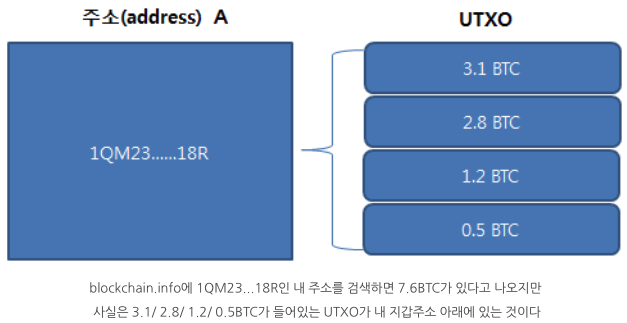 주소(address) A
UTXO
1QM23......18R
3.1 BTC
2.8 BTC
1.2 BTC
0.5 BTC
blockchain.info에 1QM23...18R인 내 주소를 검색하면 7.6BTC가 있다고 나오지만
사실은 3.1/ 2.8/ 1.2/ 0.5BTC가 들어있는 UTXO가 내 지갑주소 아래에 있는 것이다